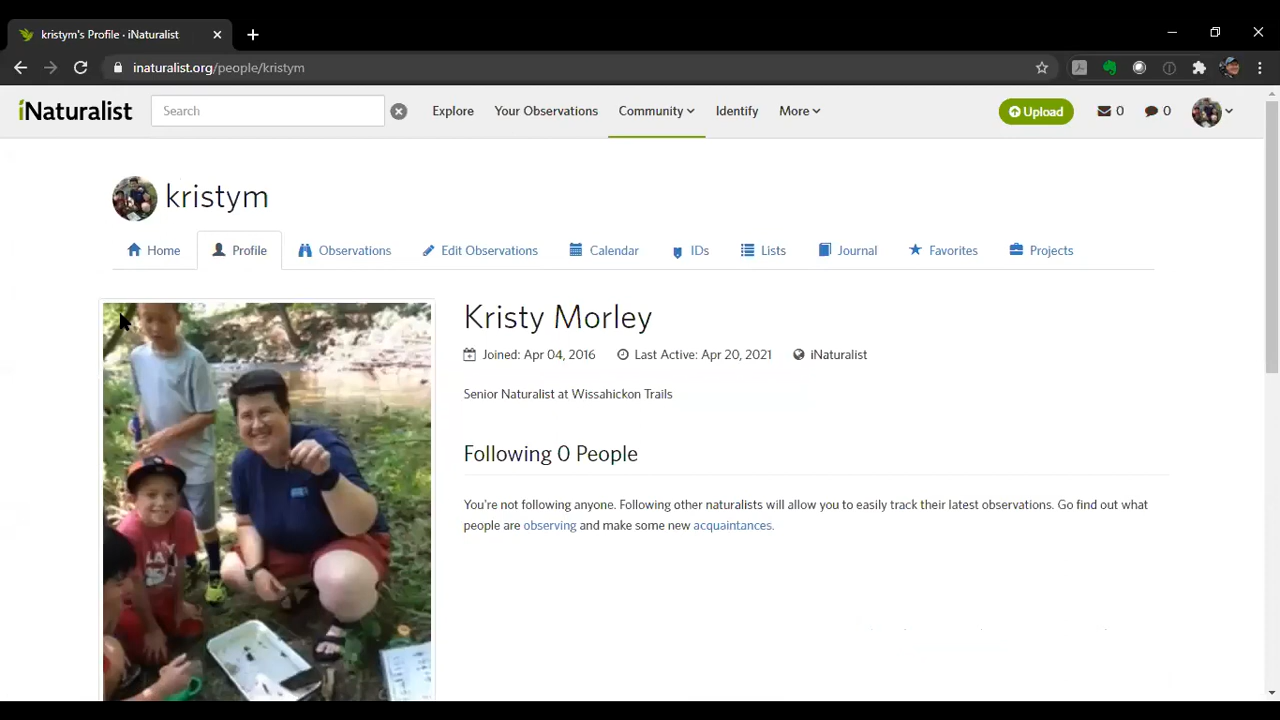 kristym's Profile · iNaturalist
inaturalist.org/people/kristym
iNaturalist
Search
Explore
Your Observations
Community
Identify
More
Upload
0
0
kristym
Home
Profile
Observations
Edit Observations
Calendar
IDs
Lists
Journal
Favorites
Projects
Kristy Morley
Joined: Apr 04, 2016 Last Active: Apr 20, 2021 iNaturalist
Senior Naturalist at Wissahickon Trails
Following 0 People
You're not following anyone. Following other naturalists will allow you to easily track their latest observations. Go find out what
people are observing and make some new acquaintances.